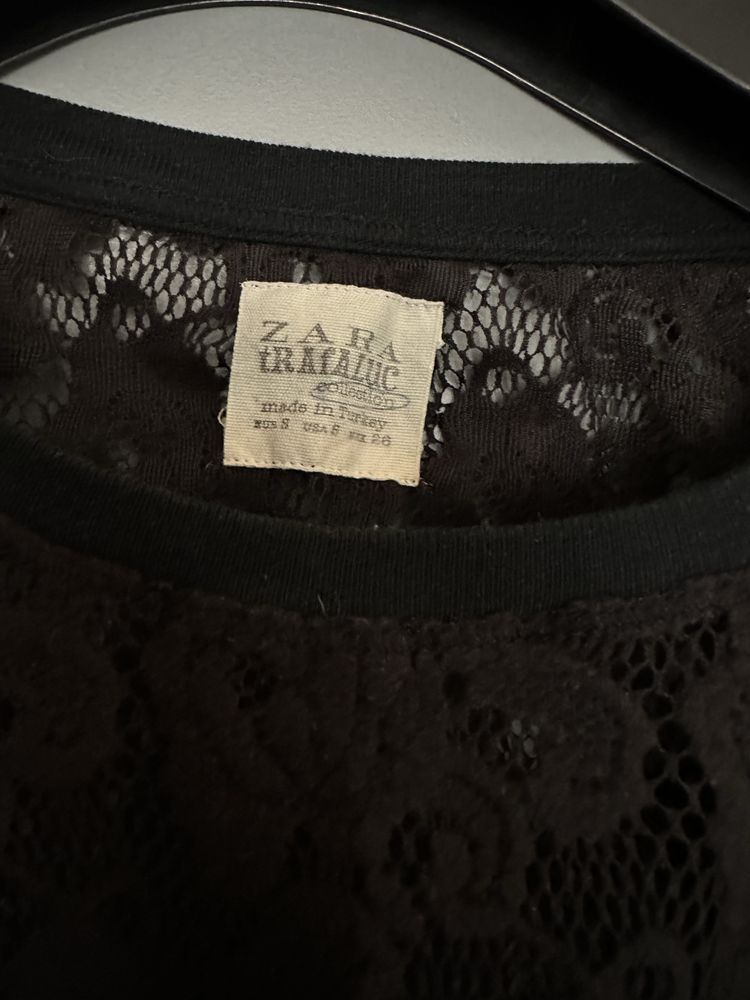 ZARA
tRAfALUC
collection
made in Turkey
EUR S USA S MEX 26